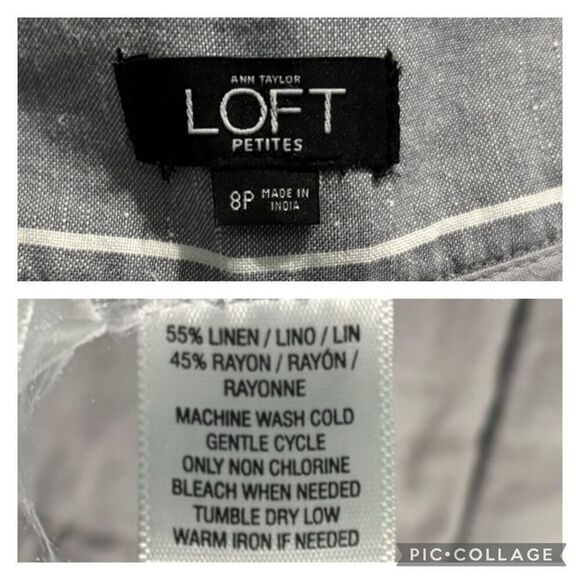 ANN TAYLOR
LOFT
PETITES
8P MADE IN
INDIA
55% LINEN / LINO / LIN
45% RAYON / RAYÓN /
RAYONNE
MACHINE WASH COLD
GENTLE CYCLE
ONLY NON CHLORINE
BLEACH WHEN NEEDED
TUMBLE DRY LOW
WARM IRON IF NEEDED
PIC•COLLAGE